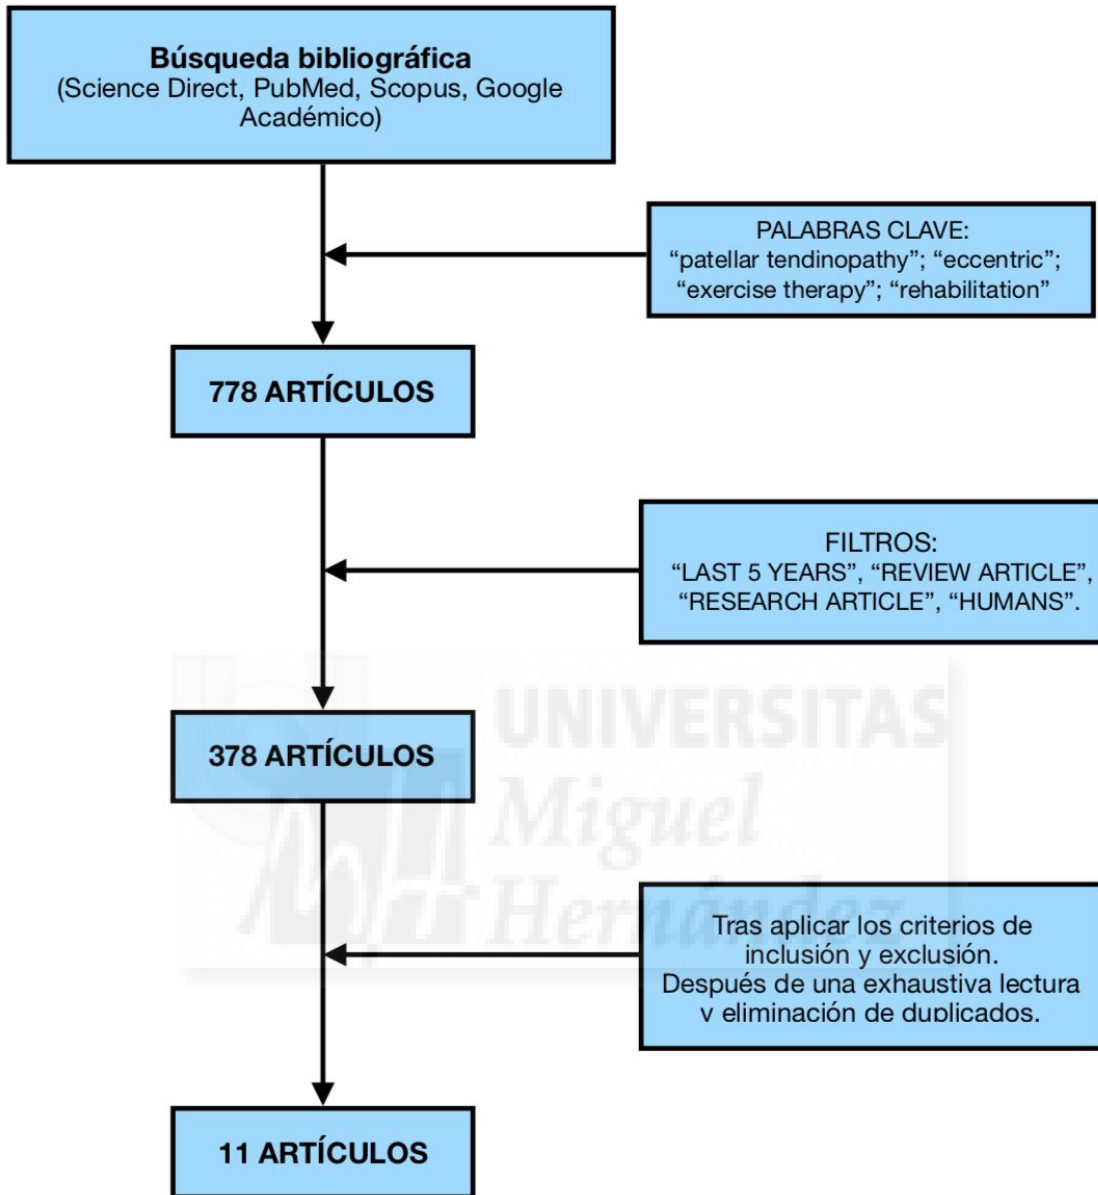 Búsqueda bibliográfica
(Science Direct, PubMed, Scopus, Google
Académico)
PALABRAS CLAVE:
“patellar tendinopathy”; “eccentric”;
“exercise therapy”; “rehabilitation”
778 ARTÍCULOS
FILTROS:
“LAST 5 YEARS”, “REVIEW ARTICLE”,
“RESEARCH ARTICLE”, “HUMANS”.
UNIVERSITAS
Miguel
Hernández
378 ARTÍCULOS
Tras aplicar los criterios de
inclusión y exclusión.
Después de una exhaustiva lectura
y eliminación de duplicados.
11 ARTÍCULOS